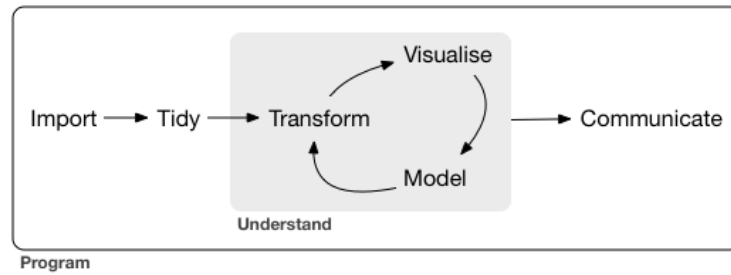 Visualise
Import
Tidy
Transform
Communicate
Model
Understand
Program